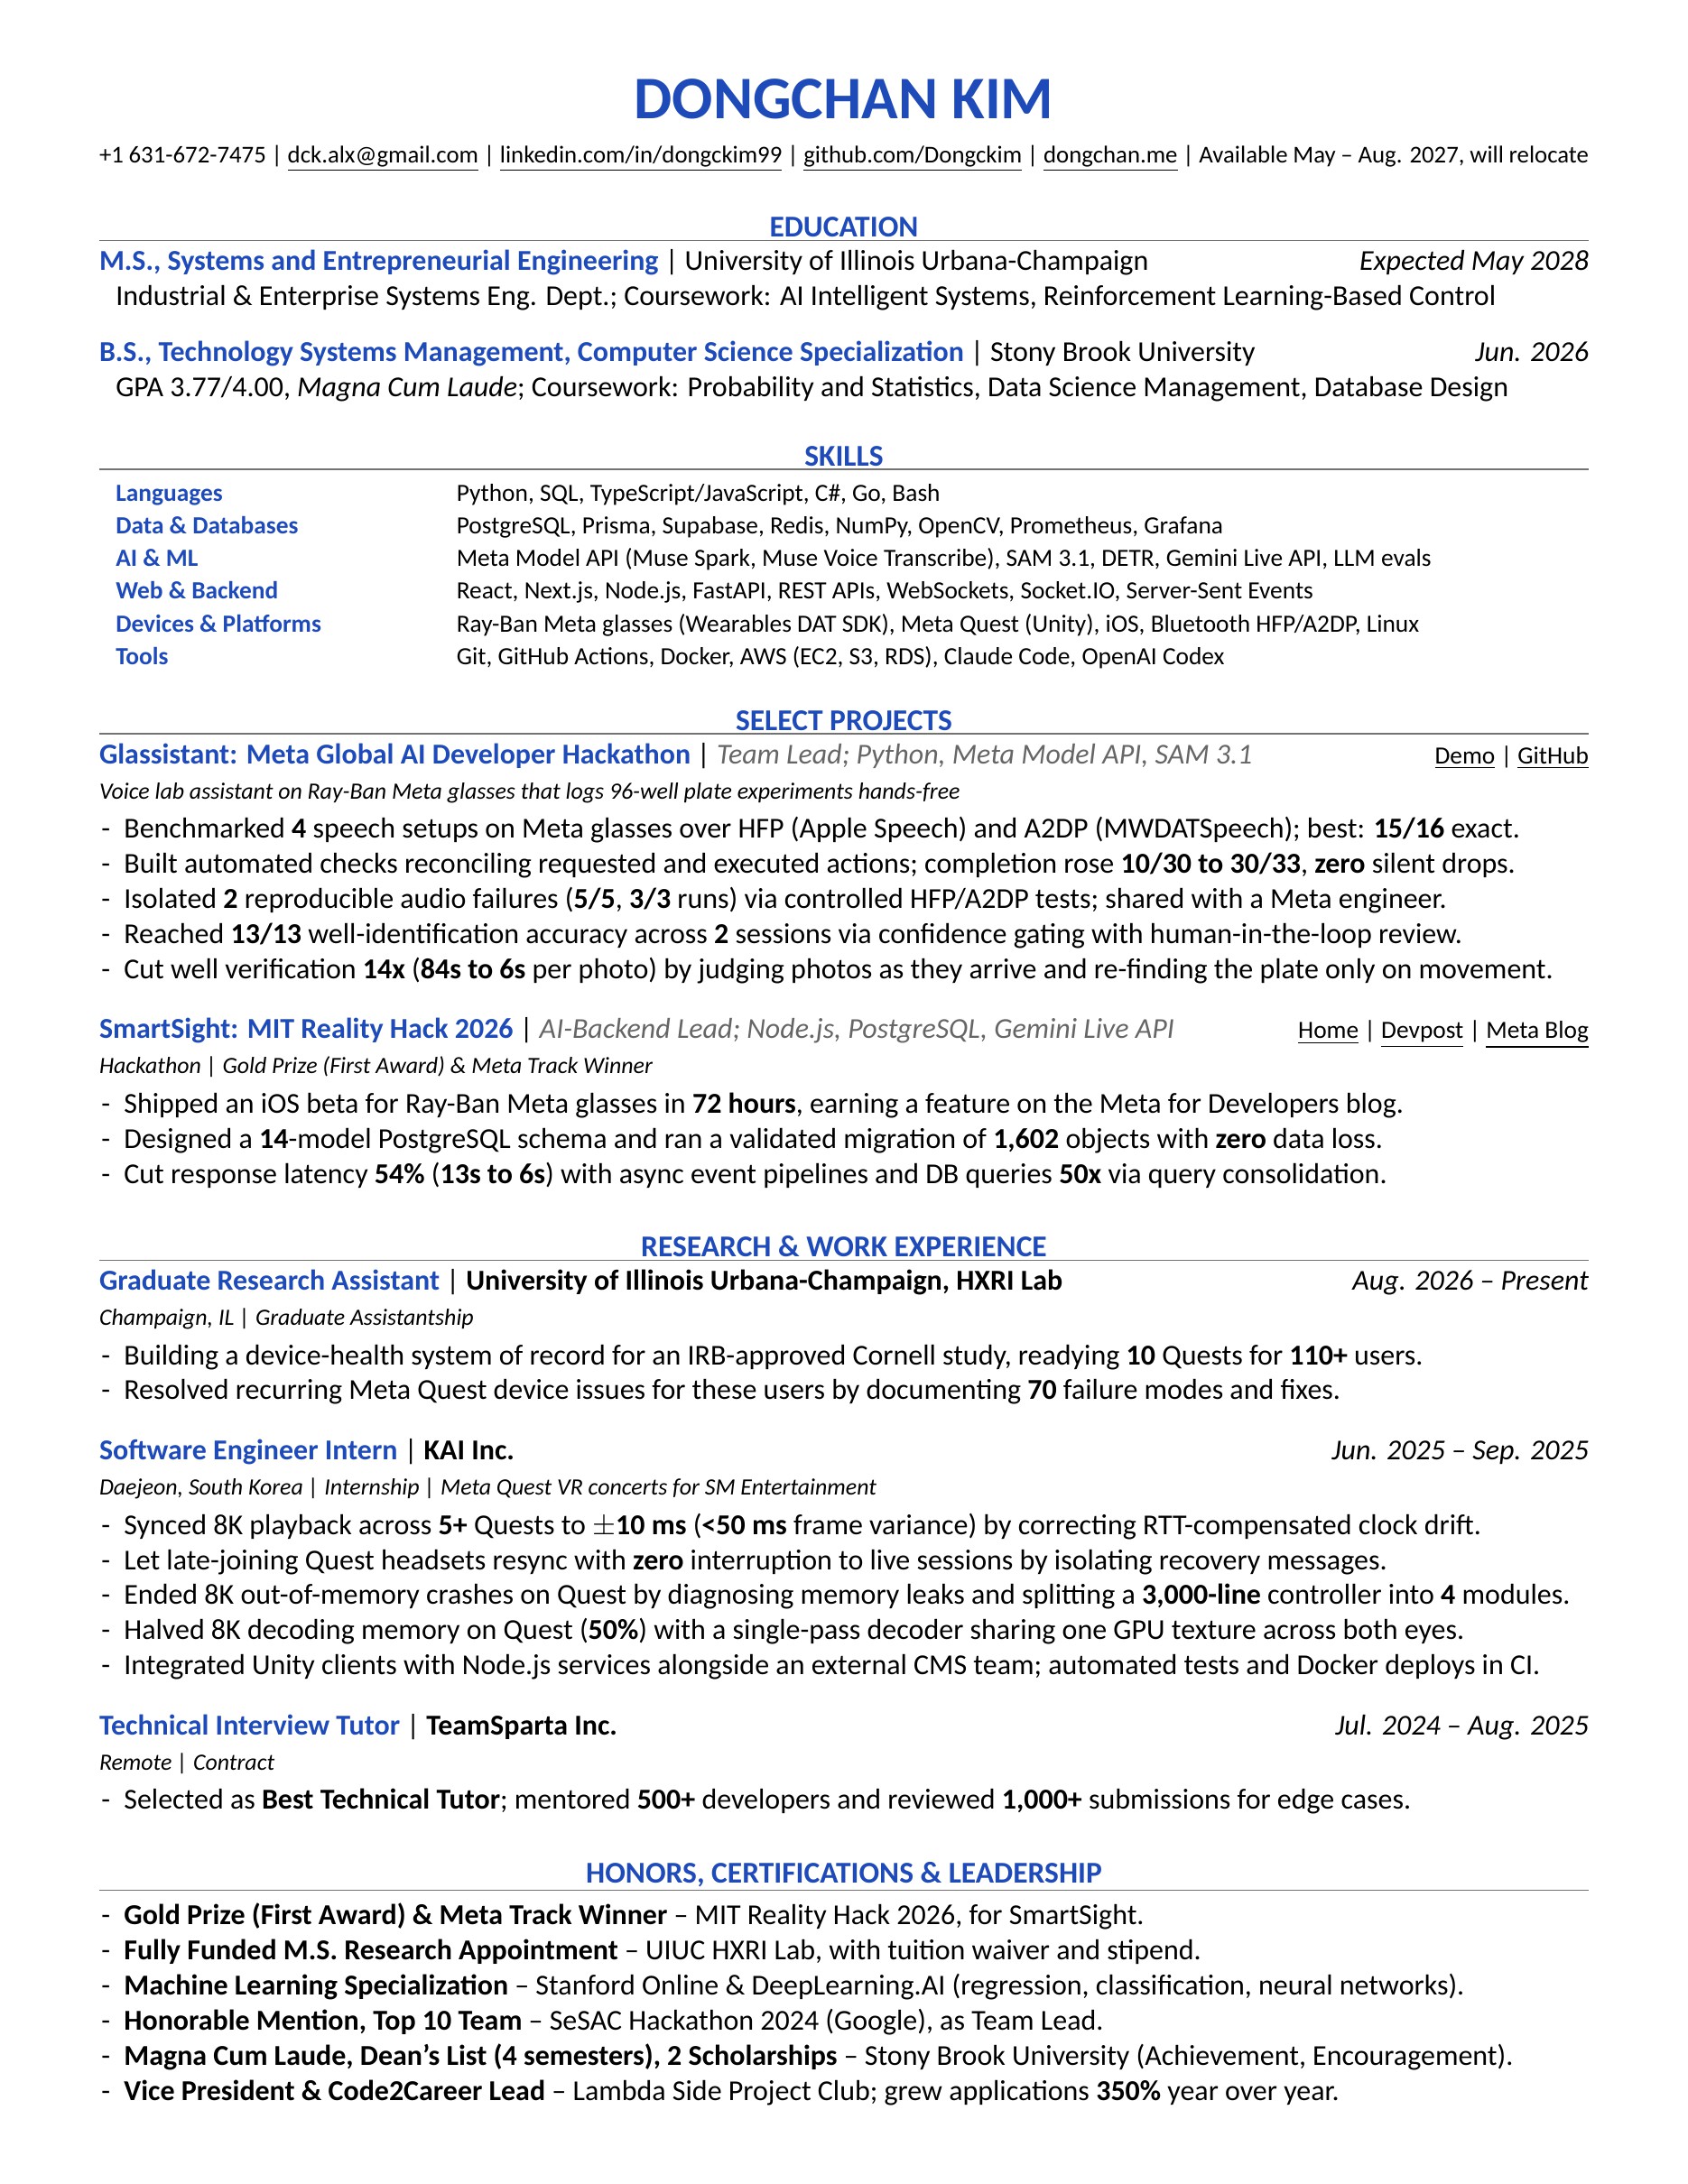 DONGCHAN KIM
+1 631-672-7475 | dck.alx@gmail.com | linkedin.com/in/dongckim99 | github.com/Dongckim | dongchan.me | Available May – Aug. 2027, will relocate
EDUCATION
M.S., Systems and Entrepreneurial Engineering | University of Illinois Urbana-Champaign Expected May 2028
Industrial & Enterprise Systems Eng. Dept.; Coursework: AI Intelligent Systems, Reinforcement Learning-Based Control
B.S., Technology Systems Management, Computer Science Specialization | Stony Brook University Jun. 2026
GPA 3.77/4.00, Magna Cum Laude; Coursework: Probability and Statistics, Data Science Management, Database Design
SKILLS
Languages Python, SQL, TypeScript/JavaScript, C#, Go, Bash
Data & Databases PostgreSQL, Prisma, Supabase, Redis, NumPy, OpenCV, Prometheus, Grafana
AI & ML Meta Model API (Muse Spark, Muse Voice Transcribe), SAM 3.1, DETR, Gemini Live API, LLM evals
Web & Backend React, Next.js, Node.js, FastAPI, REST APIs, WebSockets, Socket.IO, Server-Sent Events
Devices & Platforms Ray-Ban Meta glasses (Wearables DAT SDK), Meta Quest (Unity), iOS, Bluetooth HFP/A2DP, Linux
Tools Git, GitHub Actions, Docker, AWS (EC2, S3, RDS), Claude Code, OpenAI Codex
SELECT PROJECTS
Glassistant: Meta Global AI Developer Hackathon | Team Lead; Python, Meta Model API, SAM 3.1 Demo | GitHub
Voice lab assistant on Ray-Ban Meta glasses that logs 96-well plate experiments hands-free
- Benchmarked 4 speech setups on Meta glasses over HFP (Apple Speech) and A2DP (MWDATSpeech); best: 15/16 exact.
- Built automated checks reconciling requested and executed actions; completion rose 10/30 to 30/33, zero silent drops.
- Isolated 2 reproducible audio failures (5/5, 3/3 runs) via controlled HFP/A2DP tests; shared with a Meta engineer.
- Reached 13/13 well-identification accuracy across 2 sessions via confidence gating with human-in-the-loop review.
- Cut well verification 14x (84s to 6s per photo) by judging photos as they arrive and re-finding the plate only on movement.
SmartSight: MIT Reality Hack 2026 | AI-Backend Lead; Node.js, PostgreSQL, Gemini Live API Home | Devpost | Meta Blog
Hackathon | Gold Prize (First Award) & Meta Track Winner
- Shipped an iOS beta for Ray-Ban Meta glasses in 72 hours, earning a feature on the Meta for Developers blog.
- Designed a 14-model PostgreSQL schema and ran a validated migration of 1,602 objects with zero data loss.
- Cut response latency 54% (13s to 6s) with async event pipelines and DB queries 50x via query consolidation.
RESEARCH & WORK EXPERIENCE
Graduate Research Assistant | University of Illinois Urbana-Champaign, HXRI Lab Aug. 2026 – Present
Champaign, IL | Graduate Assistantship
- Building a device-health system of record for an IRB-approved Cornell study, readying 10 Quests for 110+ users.
- Resolved recurring Meta Quest device issues for these users by documenting 70 failure modes and fixes.
Software Engineer Intern | KAI Inc. Jun. 2025 – Sep. 2025
Daejeon, South Korea | Internship | Meta Quest VR concerts for SM Entertainment
- Synced 8K playback across 5+ Quests to ±10 ms (<50 ms frame variance) by correcting RTT-compensated clock drift.
- Let late-joining Quest headsets resync with zero interruption to live sessions by isolating recovery messages.
- Ended 8K out-of-memory crashes on Quest by diagnosing memory leaks and splitting a 3,000-line controller into 4 modules.
- Halved 8K decoding memory on Quest (50%) with a single-pass decoder sharing one GPU texture across both eyes.
- Integrated Unity clients with Node.js services alongside an external CMS team; automated tests and Docker deploys in CI.
Technical Interview Tutor | TeamSparta Inc. Jul. 2024 – Aug. 2025
Remote | Contract
- Selected as Best Technical Tutor; mentored 500+ developers and reviewed 1,000+ submissions for edge cases.
HONORS, CERTIFICATIONS & LEADERSHIP
- Gold Prize (First Award) & Meta Track Winner – MIT Reality Hack 2026, for SmartSight.
- Fully Funded M.S. Research Appointment – UIUC HXRI Lab, with tuition waiver and stipend.
- Machine Learning Specialization – Stanford Online & DeepLearning.AI (regression, classification, neural networks).
- Honorable Mention, Top 10 Team – SeSAC Hackathon 2024 (Google), as Team Lead.
- Magna Cum Laude, Dean’s List (4 semesters), 2 Scholarships – Stony Brook University (Achievement, Encouragement).
- Vice President & Code2Career Lead – Lambda Side Project Club; grew applications 350% year over year.